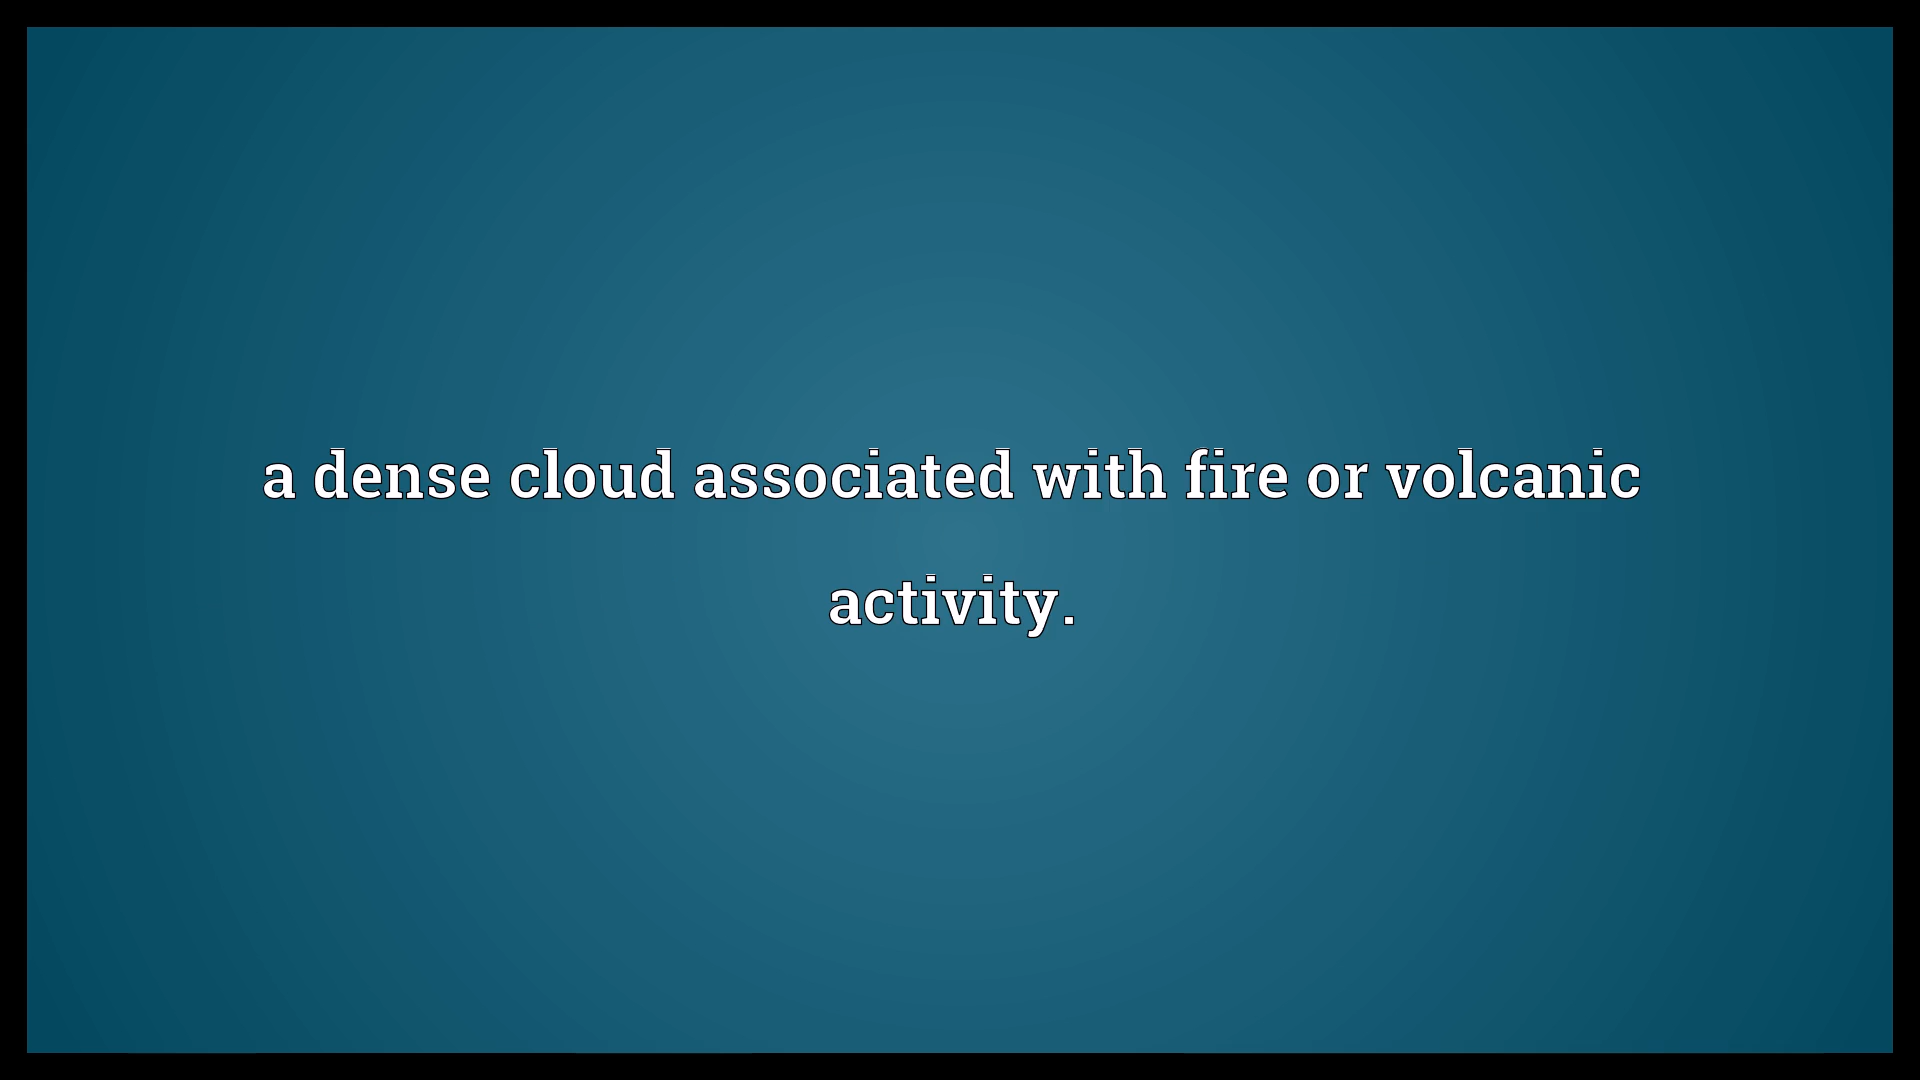 a dense cloud associated with fire or volcanic
activity.